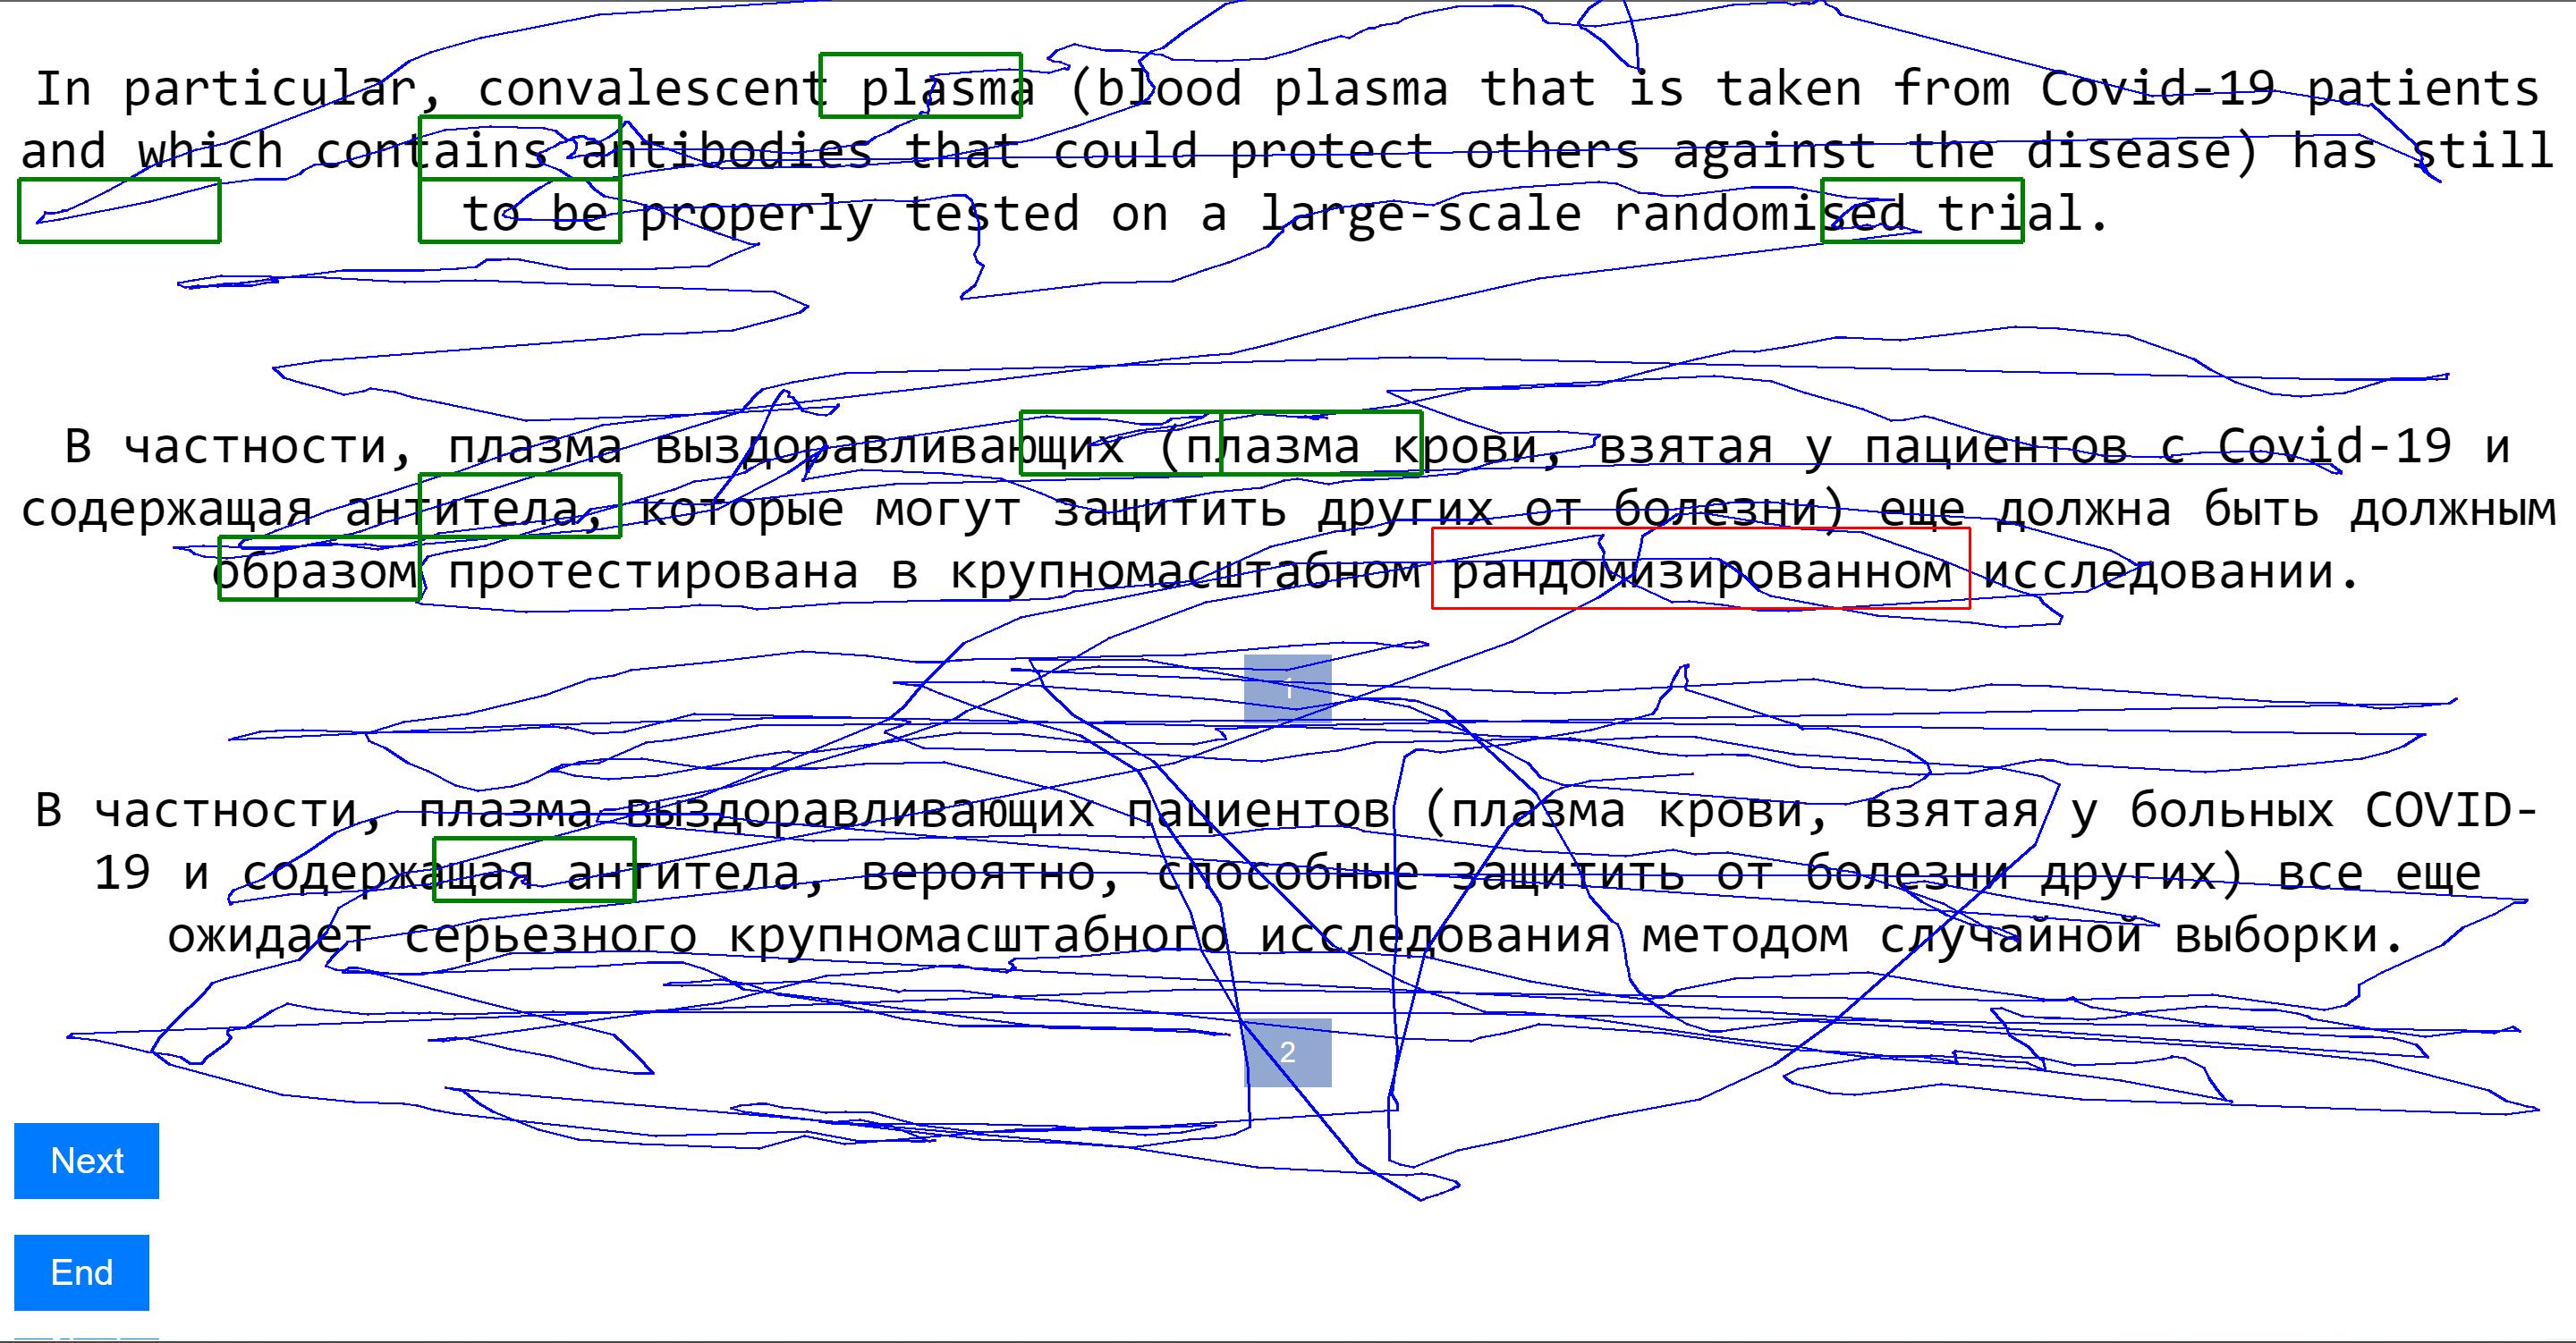 In particular, convalescent plasma (blood plasma that is taken from Covid-19 patients
and which contains antibodies that could protect others against the disease) has still
to be properly tested on a large-scale randomised trial.
В частности, плазма выздоравливающих (плазма крови, взятая у пациентов с Covid-19 и
содержащая антитела, которые могут защитить других от болезни) еще должна быть должным
образом протестирована в крупномасштабном рандомизированном исследовании.
1
В частности, плазма выздоравливающих пациентов (плазма крови, взятая у больных COVID-
19 и содержащая антитела, вероятно, способные защитить от болезни других) все еще
ожидает серьезного крупномасштабного исследования методом случайной выборки.
2
Next
End